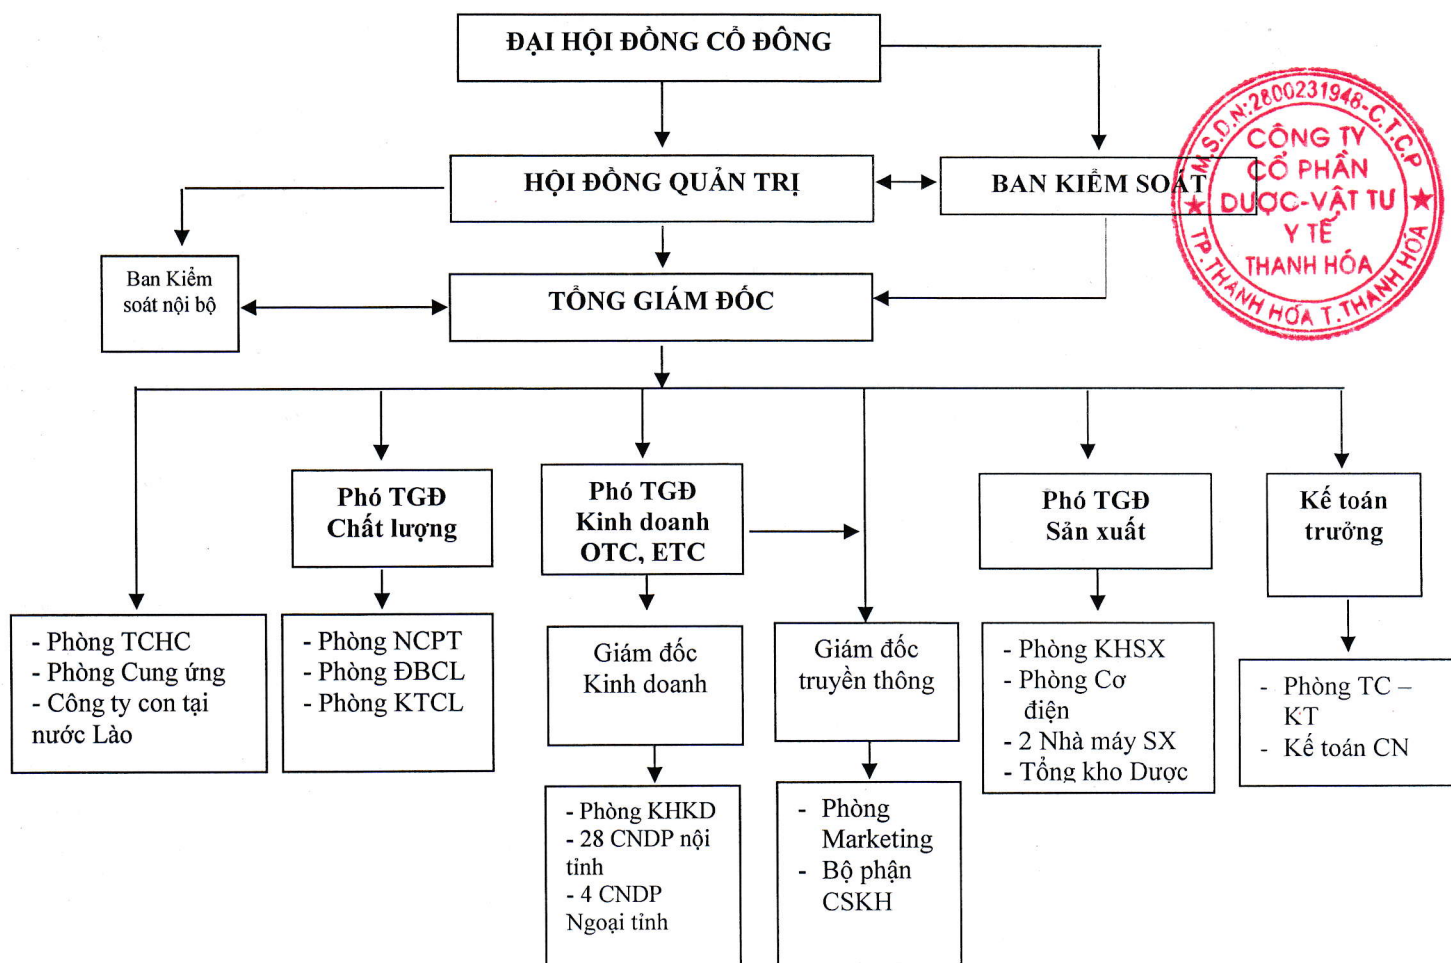 ĐẠI HỘI ĐỒNG CỔ ĐÔNG
HỘI ĐỒNG QUẢN TRỊ
BAN KIỂM SOÁT
M.S.D.N:2800231948-C.T.C.P
CÔNG TY
CỔ PHẦN
DƯỢC-VẬT TƯ
Y TẾ
THANH HÓA
TP.THANH HÓA T.THANH HÓA
Ban Kiểm
soát nội bộ
TỔNG GIÁM ĐỐC
Phó TGĐ
Chất lượng
Phó TGĐ
Kinh doanh
OTC, ETC
Phó TGĐ
Sản xuất
Kế toán
trưởng
- Phòng TCHC
- Phòng Cung ứng
- Công ty con tại
nước Lào
- Phòng NCPT
- Phòng ĐBCL
- Phòng KTCL
Giám đốc
Kinh doanh
Giám đốc
truyền thông
- Phòng KHSX
- Phòng Cơ
điện
- 2 Nhà máy SX
- Tổng kho Dược
- Phòng TC –
KT
- Kế toán CN
- Phòng KHKD
- 28 CNDP nội
tỉnh
- 4 CNDP
Ngoại tỉnh
- Phòng
Marketing
- Bộ phận
CSKH